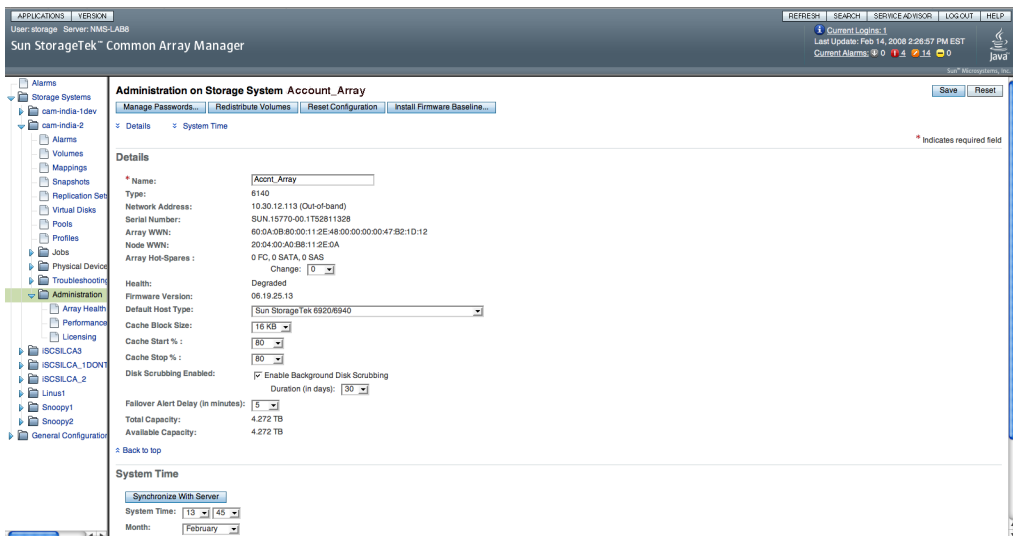 APPLICATIONS VERSION
REFRESH SEARCH SERVICE ADVISOR LOG OUT HELP
User: storage Server: NMS-LAB8
Sun StorageTek™ Common Array Manager
Current Logins: 1
Last Update: Feb 14, 2008 2:26:57 PM EST
Current Alarms: 0 4 14 0
Java
Sun® Microsystems, Inc.
Alarms
Storage Systems
cam-india-1dev
cam-india-2
Alarms
Volumes
Mappings
Snapshots
Replication Sets
Virtual Disks
Pools
Profiles
Jobs
Physical Device
Troubleshooting
Administration
Array Health
Performance
Licensing
iSCSILCA3
iSCSILCA_1DONT
iSCSILCA_2
Linus1
Snoopy1
Snoopy2
General Configuration
Administration on Storage System Account_Array
Save Reset
Manage Passwords... Redistribute Volumes Reset Configuration Install Firmware Baseline...
Details System Time
* Indicates required field
Details
* Name: Accnt_Array
Type: 6140
Network Address: 10.30.12.113 (Out-of-band)
Serial Number: SUN.15770-00.1T52811328
Array WWN: 60:0A:0B:80:00:11:2E:48:00:00:00:00:47:B2:1D:12
Node WWN: 20:04:00:A0:B8:11:2E:0A
Array Hot-Spares : 0 FC, 0 SATA, 0 SAS
Change: 0
Health: Degraded
Firmware Version: 06.19.25.13
Default Host Type: Sun StorageTek 6920/6940
Cache Block Size: 16 KB
Cache Start % : 80
Cache Stop % : 80
Disk Scrubbing Enabled: Enable Background Disk Scrubbing
Duration (in days): 30
Failover Alert Delay (in minutes): 5
Total Capacity: 4.272 TB
Available Capacity: 4.272 TB
Back to top
System Time
Synchronize With Server
System Time: 13 45
Month: February